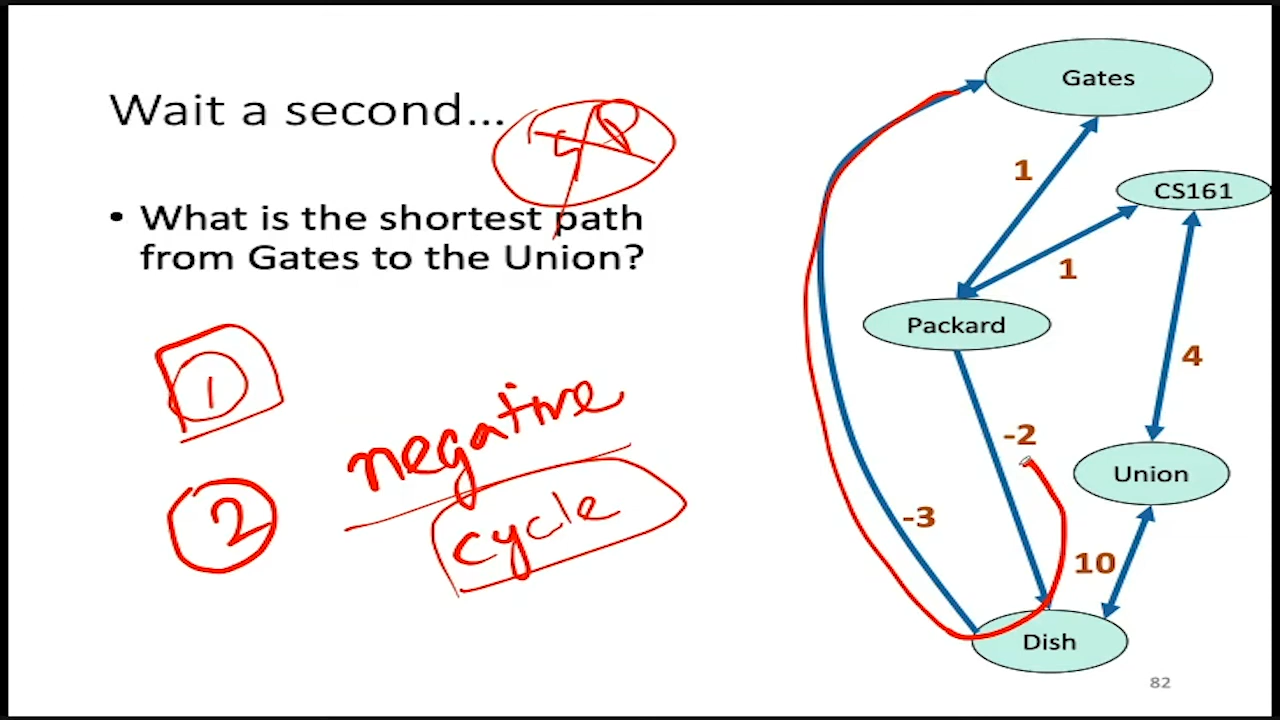 Wait a second...
• What is the shortest path
from Gates to the Union?
1
2
negative
cycle
Gates
CS161
1
1
Packard
4
-2
Union
-3
10
Dish
82